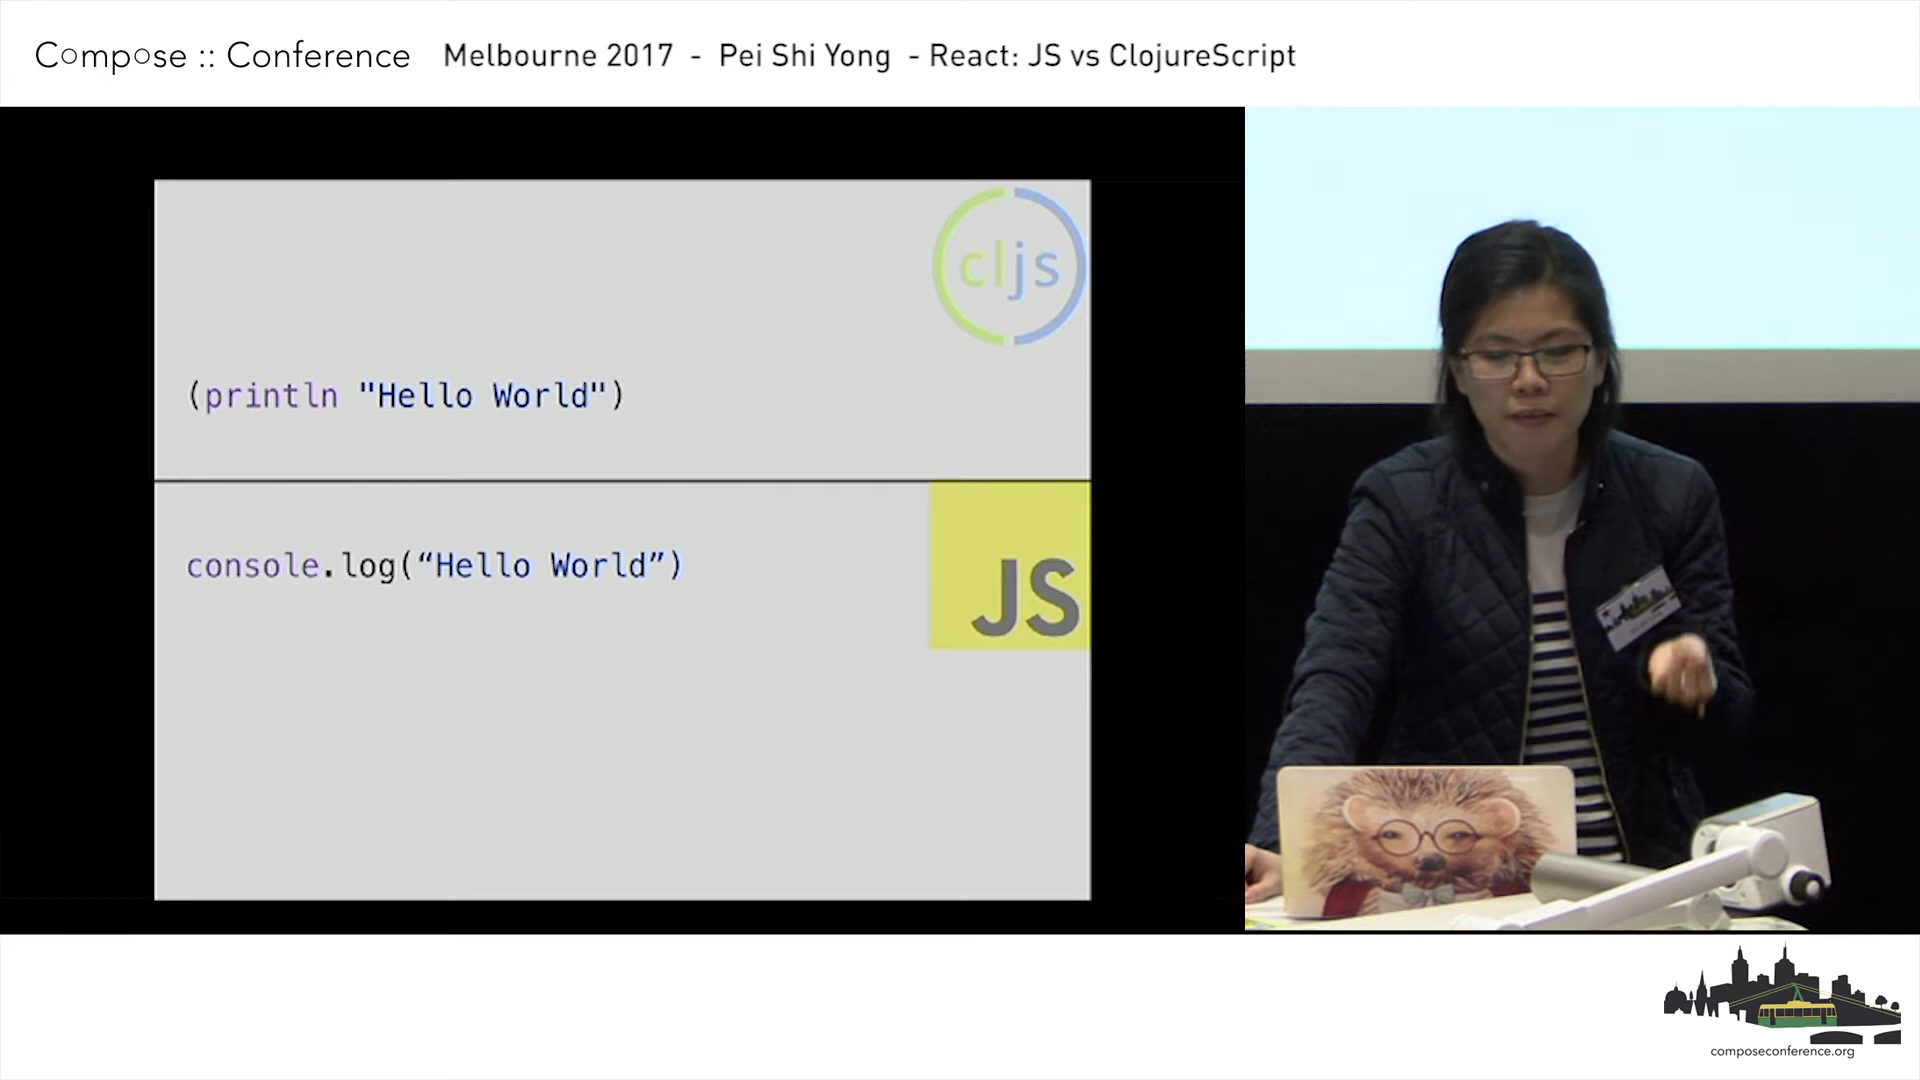 Compose :: Conference Melbourne 2017 - Pei Shi Yong - React: JS vs ClojureScript
cljs
(println "Hello World")
console.log(“Hello World”)
JS
composeconference.org